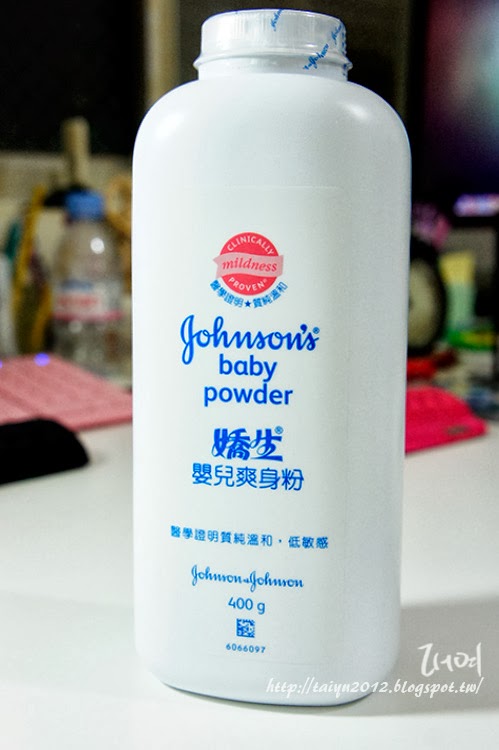 CLINICALLY
mildness
PROVEN®
醫學證明★質純溫和
Johnson's®
baby
powder
嬌生®
嬰兒爽身粉
醫學證明質純溫和，低敏感
Johnson & Johnson
400 g
6066097
http://taiyn2012.blogspot.tw/